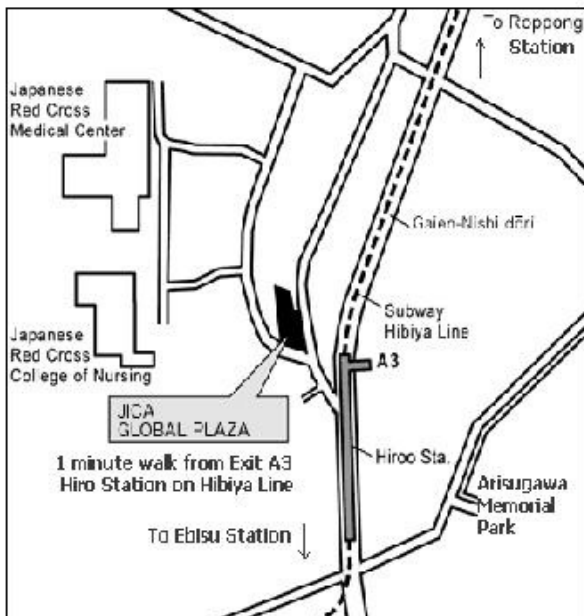 To Roppong
Station
Japanese
Red Cross
Medical Center
Gaien-Nishi dōri
Subway
Hibiya Line
A3
Japanese
Red Cross
College of Nursing
JICA
GLOBAL PLAZA
1 minute walk from Exit A3
Hiro Station on Hibiya Line
Hiroo Sta.
Arisugawa
Memorial
Park
To Ebisu Station